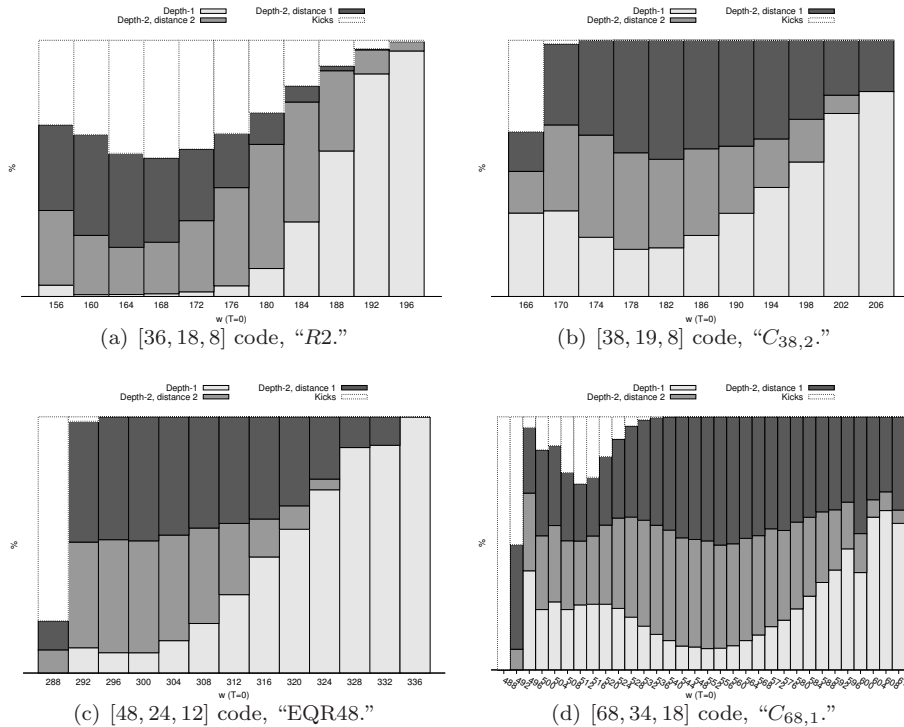 Depth-1
Depth-2, distance 2
Depth-2, distance 1
Kicks
%
156 160 164 168 172 176 180 184 188 192 196
w (T=0)
(a) [36, 18, 8] code, “R2.”
Depth-1
Depth-2, distance 2
Depth-2, distance 1
Kicks
%
166 170 174 178 182 186 190 194 198 202 206
w (T=0)
(b) [38, 19, 8] code, “C38,2.”
Depth-1
Depth-2, distance 2
Depth-2, distance 1
Kicks
%
288 292 296 300 304 308 312 316 320 324 328 332 336
w (T=0)
(c) [48, 24, 12] code, “EQR48.”
Depth-1
Depth-2, distance 2
Depth-2, distance 1
Kicks
%
w (T=0)
(d) [68, 34, 18] code, “C68,1.”